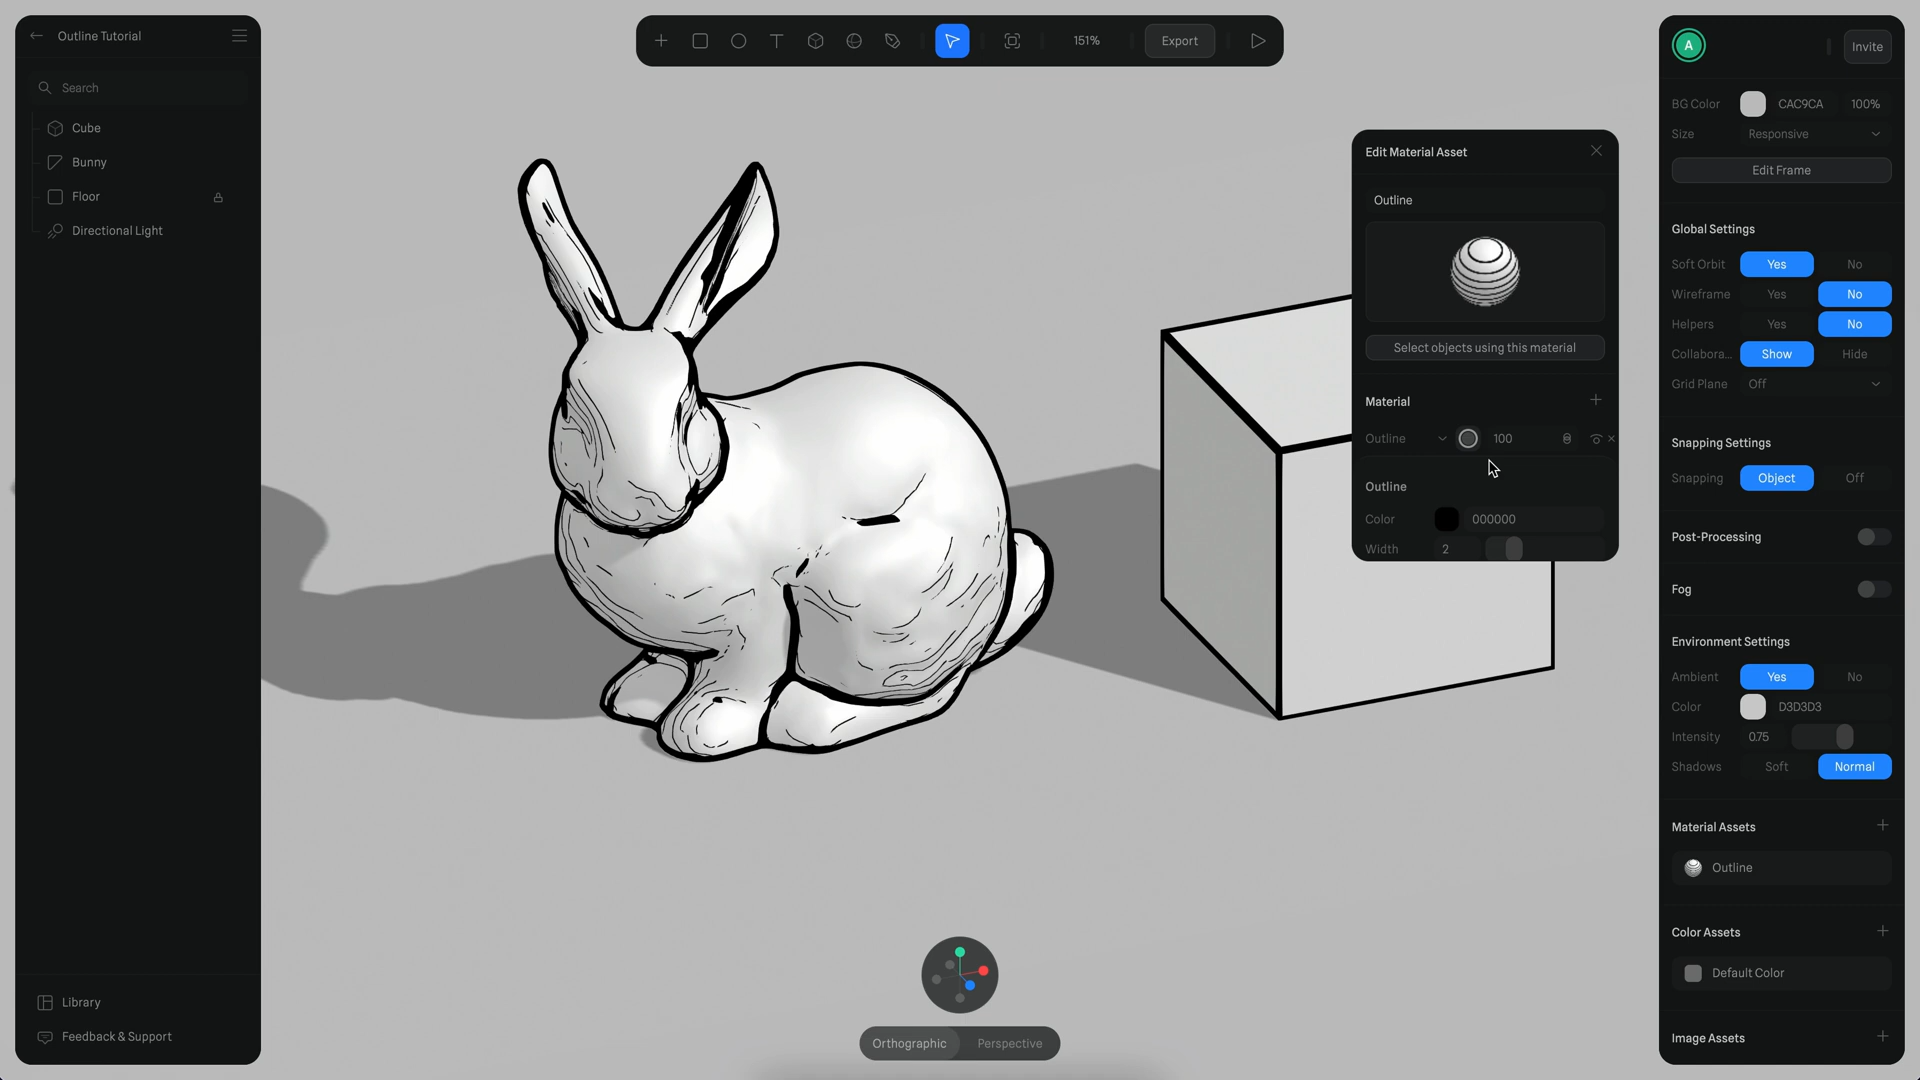 Outline Tutorial
Search
Cube
Bunny
Floor
Directional Light
Library
Feedback & Support
151%
Export
Orthographic
Perspective
Edit Material Asset
Outline
Select objects using this material
Material
Outline 100
Outline
Color 000000
Width 2
A
Invite
BG Color CAC9CA 100%
Size Responsive
Edit Frame
Global Settings
Soft Orbit Yes No
Wireframe Yes No
Helpers Yes No
Collabora... Show Hide
Grid Plane Off
Snapping Settings
Snapping Object Off
Post-Processing
Fog
Environment Settings
Ambient Yes No
Color D3D3D3
Intensity 0.75
Shadows Soft Normal
Material Assets
Outline
Color Assets
Default Color
Image Assets